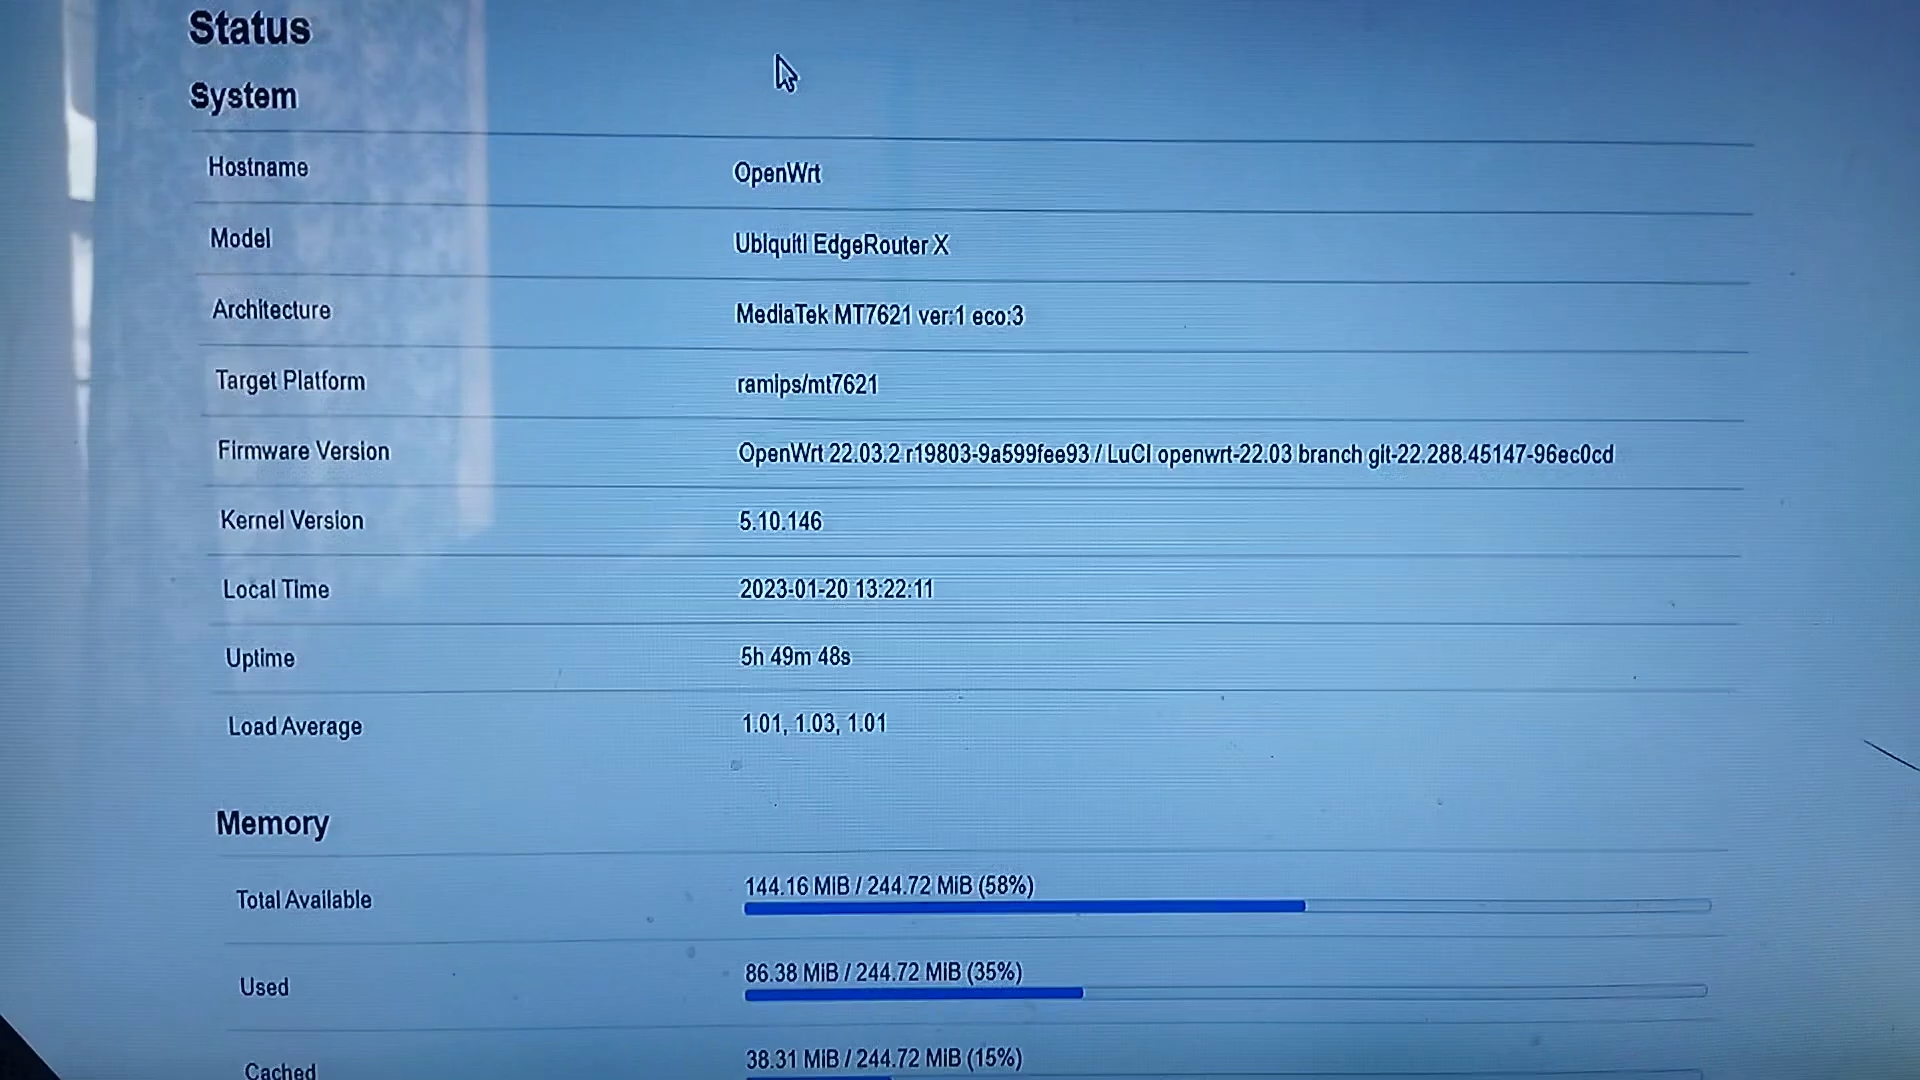 Status
System
Hostname OpenWrt
Model Ubiquiti EdgeRouter X
Architecture MediaTek MT7621 ver:1 eco:3
Target Platform ramips/mt7621
Firmware Version OpenWrt 22.03.2 r19803-9a599fee93 / LuCI openwrt-22.03 branch git-22.288.45147-96ec0cd
Kernel Version 5.10.146
Local Time 2023-01-20 13:22:11
Uptime 5h 49m 48s
Load Average 1.01, 1.03, 1.01
Memory
Total Available 144.16 MiB / 244.72 MiB (58%)
Used 86.38 MiB / 244.72 MiB (35%)
Cached 38.31 MiB / 244.72 MiB (15%)